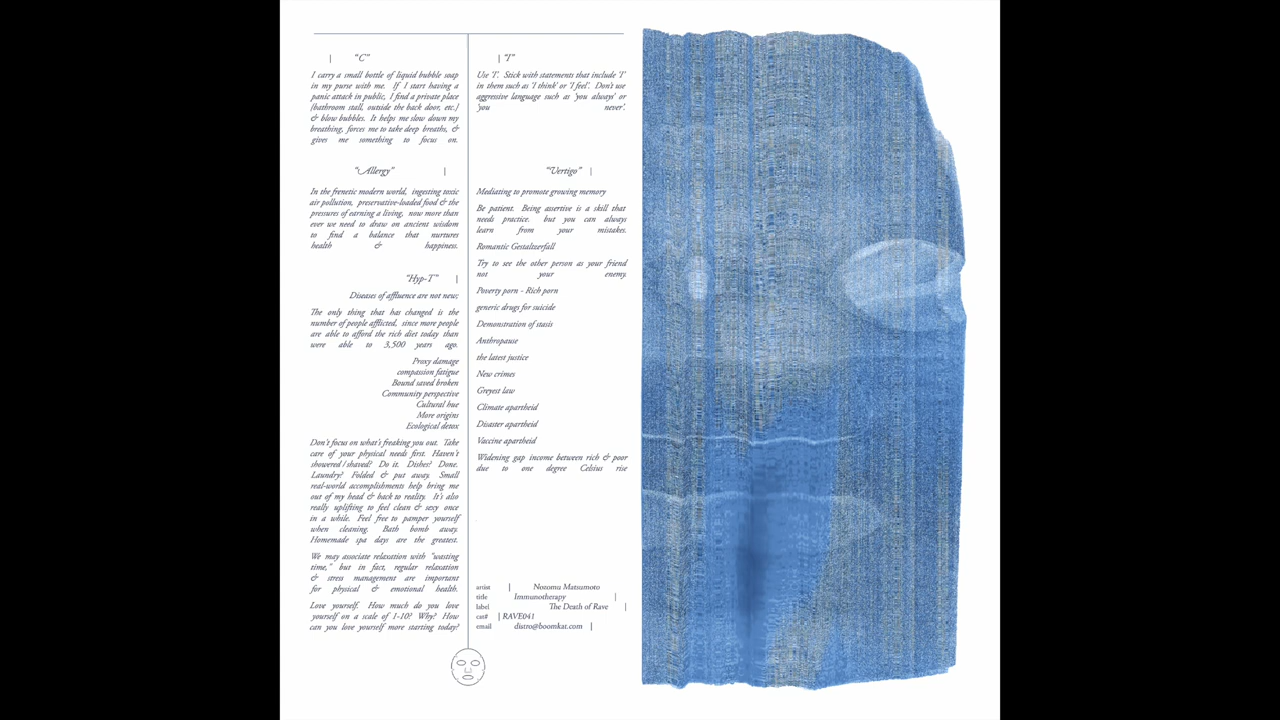 “C”
I carry a small bottle of liquid bubble soap
in my purse with me. If I start having a
panic attack in public, I find a private place
(bathroom stall, outside the back door, etc.)
& blow bubbles. It helps me slow down my
breathing, forces me to take deep breaths, &
gives me something to focus on.
“Allergy”
In the frenetic modern world, ingesting toxic
air pollution, preservative-loaded food & the
pressures of earning a living, now more than
ever we need to draw on ancient wisdom
to find a balance that nurtures
health & happiness.
“Hyp-T”
Diseases of affluence are not new;
The only thing that has changed is the
number of people afflicted, since more people
are able to afford the rich diet today than
were able to 3,500 years ago.
Proxy damage
compassion fatigue
Bound saved broken
Community perspective
Cultural hue
More origins
Ecological detox
Don't focus on what's freaking you out. Take
care of your physical needs first. Haven't
showered/shaved? Do it. Dishes? Done.
Laundry? Folded & put away. Small
real-world accomplishments help bring me
out of my head & back to reality. It's also
really uplifting to feel clean & sexy once
in a while. Feel free to pamper yourself
when cleaning. Bath bomb away.
Homemade spa days are the greatest.
We may associate relaxation with "wasting
time," but in fact, regular relaxation
& stress management are important
for physical & emotional health.
Love yourself. How much do you love
yourself on a scale of 1-10? Why? How
can you love yourself more starting today?
“I”
Use 'I'. Stick with statements that include 'I'
in them such as 'I think' or 'I feel'. Don't use
aggressive language such as 'you always' or
'you never'.
“Vertigo”
Mediating to promote growing memory
Be patient. Being assertive is a skill that
needs practice. but you can always
learn from your mistakes.
Romantic Gestaltzerfall
Try to see the other person as your friend
not your enemy.
Poverty porn - Rich porn
generic drugs for suicide
Demonstration of stasis
Anthropause
the latest justice
New crimes
Greyest law
Climate apartheid
Disaster apartheid
Vaccine apartheid
Widening gap income between rich & poor
due to one degree Celsius rise
artist | Nozomu Matsumoto
title Immunotherapy |
label The Death of Rave |
cat# | RAVE041
email distro@boomkat.com |